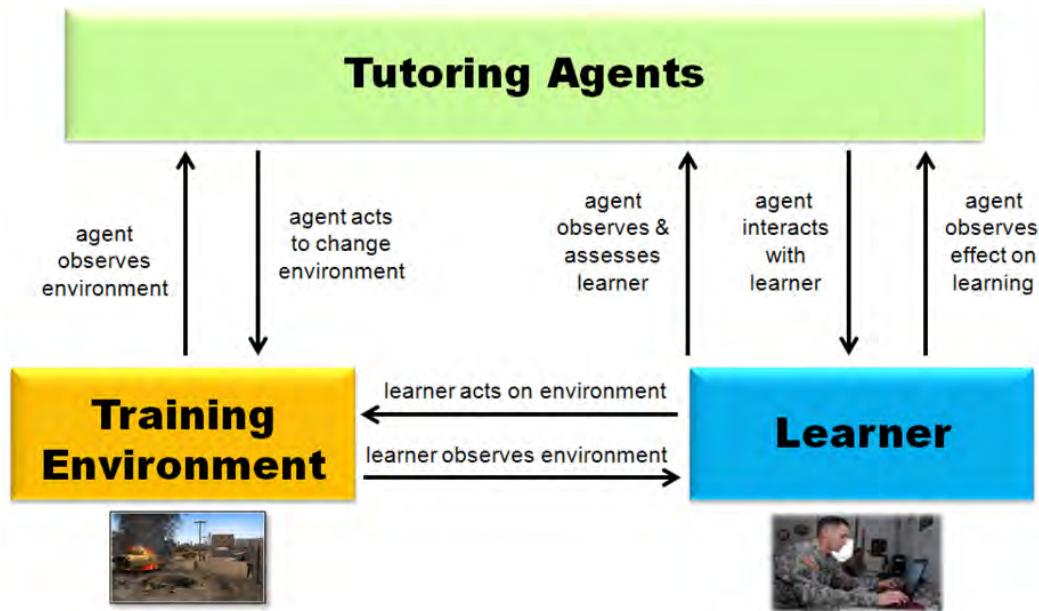 Tutoring Agents
agent
observes
environment
agent acts
to change
environment
agent
observes &
assesses
learner
agent
interacts
with
learner
agent
observes
effect on
learning
Training
Environment
learner acts on environment
learner observes environment
Learner